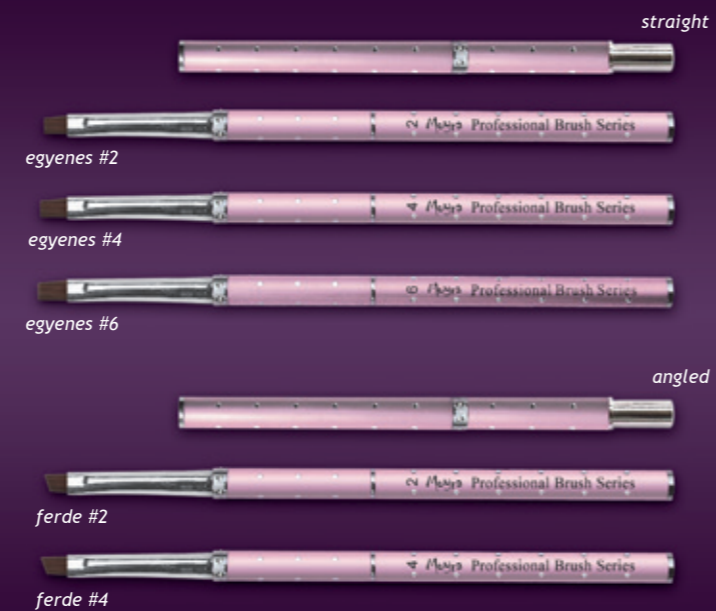 straight
2 Moyra Professional Brush Series
egyenes #2
4 Moyra Professional Brush Series
egyenes #4
6 Moyra Professional Brush Series
egyenes #6
angled
2 Moyra Professional Brush Series
ferde #2
4 Moyra Professional Brush Series
ferde #4